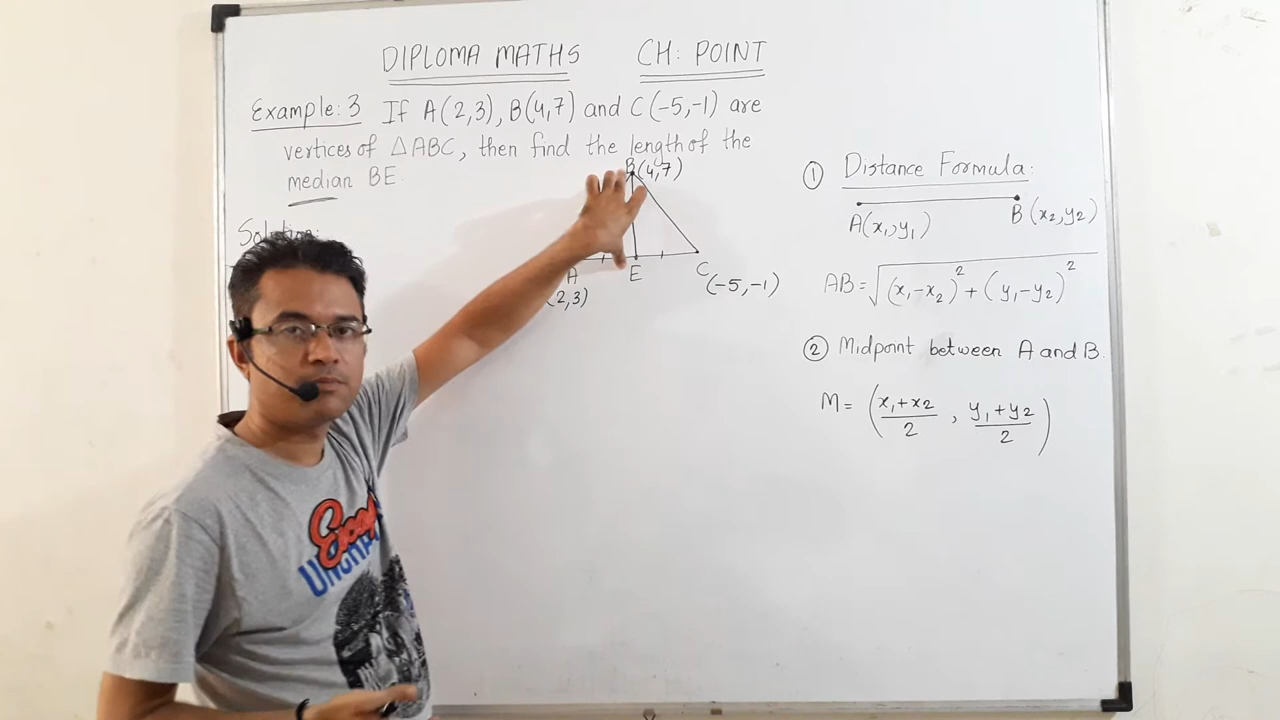 DIPLOMA MATHS CH: POINT
Example: 3 If A(2,3), B(4,7) and C(-5,-1) are
vertices of △ABC, then find the length of the
median BE.
Solution:
B(4,7)
A
(2,3)
E
C
(-5,-1)
① Distance Formula:
A(x₁,y₁)
B(x₂,y₂)
AB=√(x₁-x₂)²+(y₁-y₂)²
② Midpoint between A and B.
M= (x₁+x₂/2 , y₁+y₂/2)